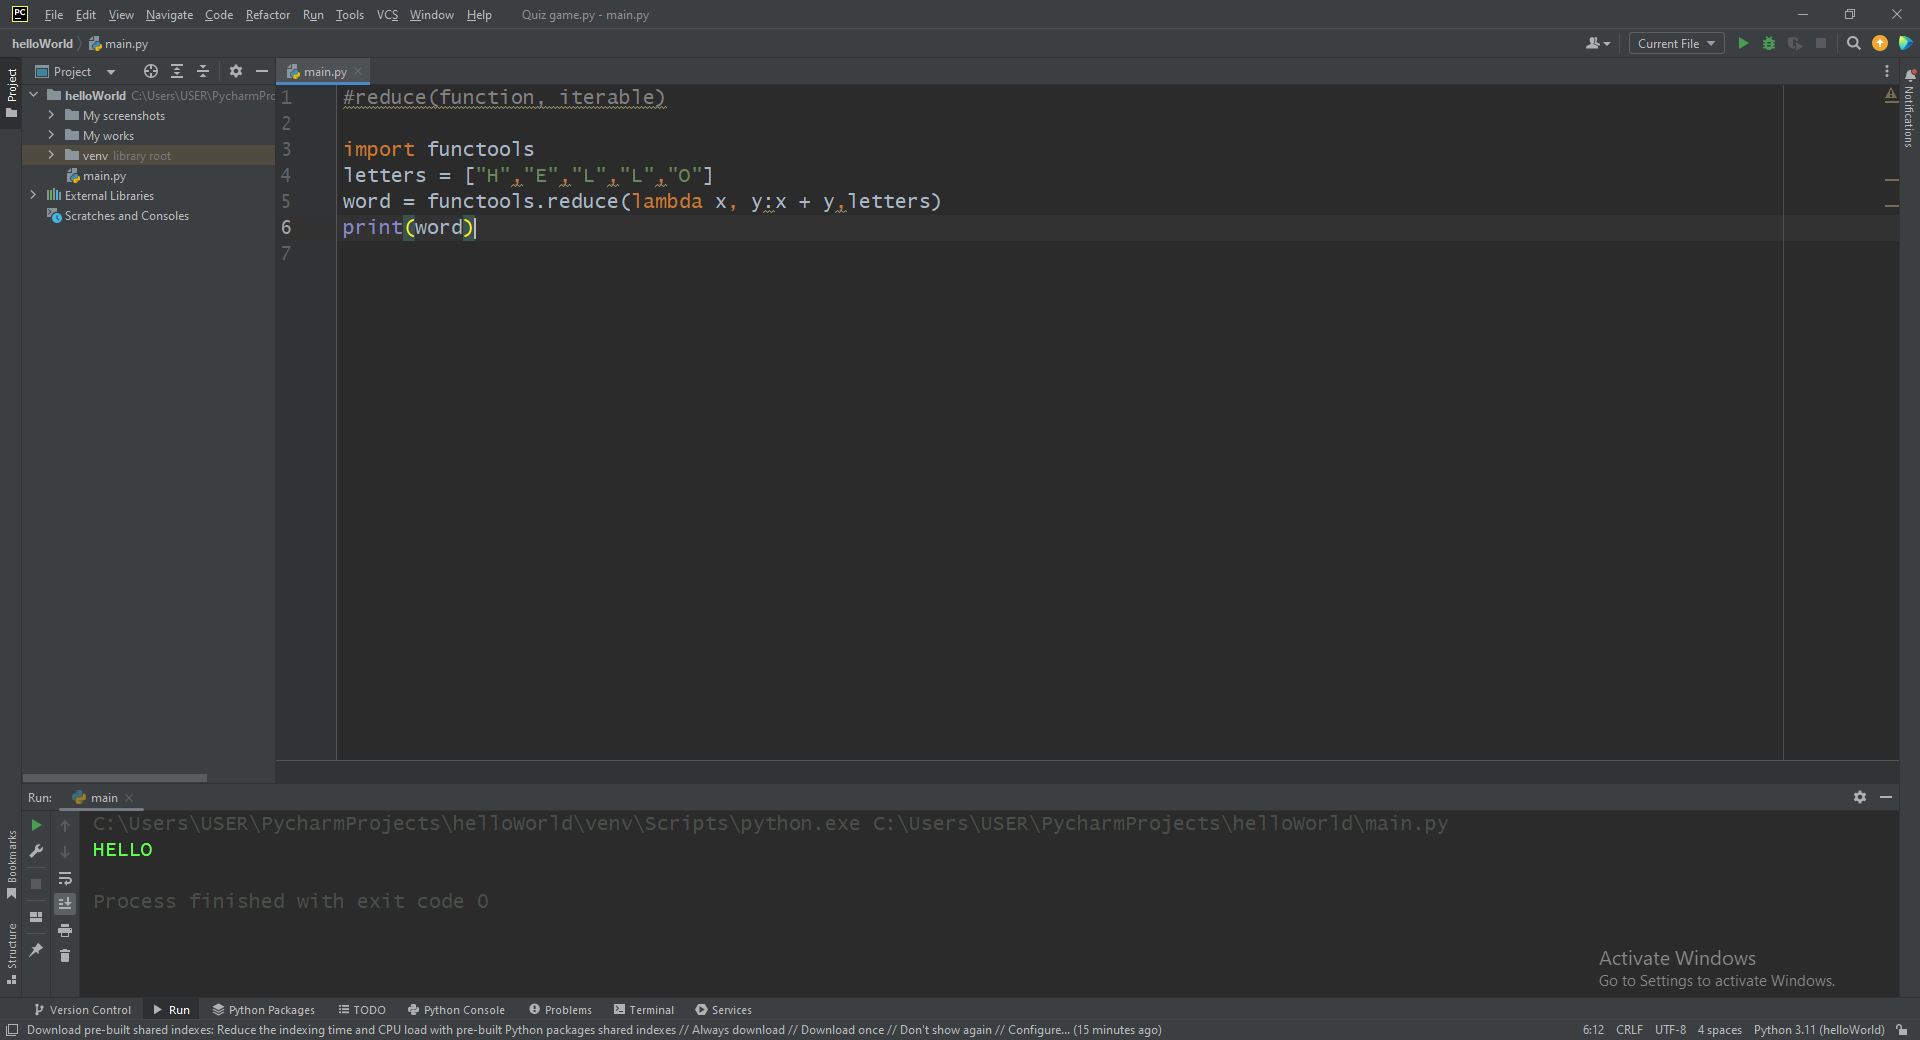 PC File Edit View Navigate Code Refactor Run Tools VCS Window Help Quiz game.py - main.py
helloWorld main.py Current File
Project
Project
main.py
helloWorld C:\Users\USER\PycharmPro
My screenshots
My works
venv library root
main.py
External Libraries
Scratches and Consoles
1 #reduce(function, iterable)
2
3 import functools
4 letters = ["H","E","L","L","O"]
5 word = functools.reduce(lambda x, y:x + y,letters)
6 print(word)
7
Notifications
Run: main
C:\Users\USER\PycharmProjects\helloWorld\venv\Scripts\python.exe C:\Users\USER\PycharmProjects\helloWorld\main.py
HELLO
Process finished with exit code 0
Bookmarks
Structure
Activate Windows
Go to Settings to activate Windows.
Version Control Run Python Packages TODO Python Console Problems Terminal Services
Download pre-built shared indexes: Reduce the indexing time and CPU load with pre-built Python packages shared indexes // Always download // Download once // Don't show again // Configure... (15 minutes ago) 6:12 CRLF UTF-8 4 spaces Python 3.11 (helloWorld)